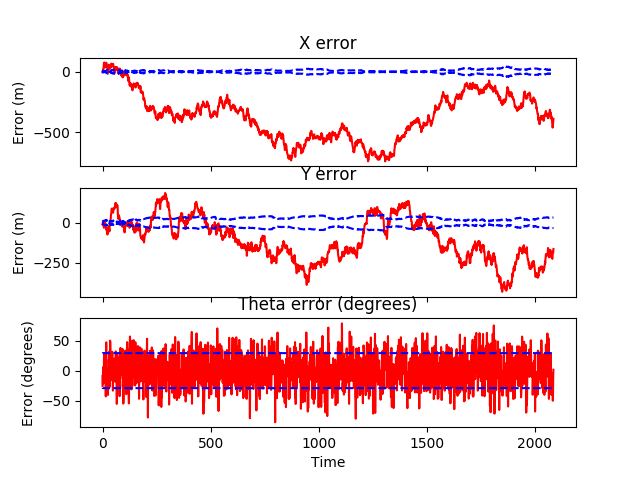 X error
Error (m)
0
−500
Y error
Error (m)
0
−250
Theta error (degrees)
Error (degrees)
50
0
−50
0
500
1000
1500
2000
Time